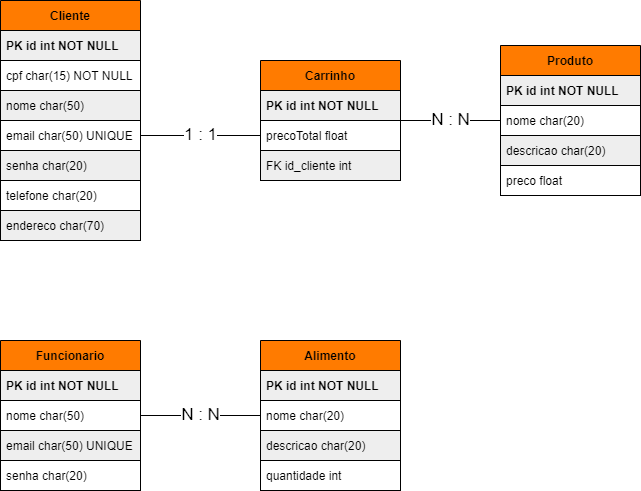 Cliente
PK id int NOT NULL
cpf char(15) NOT NULL
nome char(50)
email char(50) UNIQUE
senha char(20)
telefone char(20)
endereco char(70)
1 : 1
Carrinho
PK id int NOT NULL
precoTotal float
FK id_cliente int
N : N
Produto
PK id int NOT NULL
nome char(20)
descricao char(20)
preco float
Funcionario
PK id int NOT NULL
nome char(50)
email char(50) UNIQUE
senha char(20)
N : N
Alimento
PK id int NOT NULL
nome char(20)
descricao char(20)
quantidade int